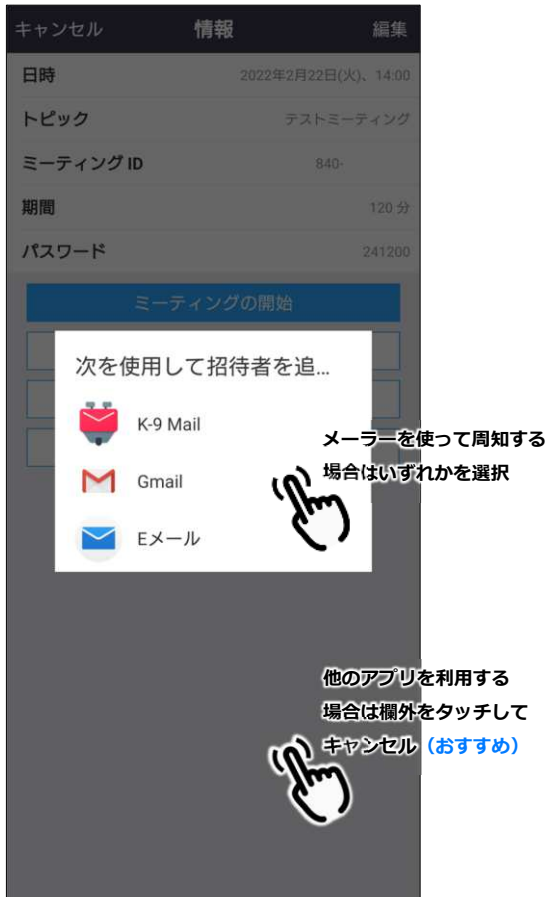 キャンセル 情報 編集
日時 2022年2月22日(火)、14:00
トピック テストミーティング
ミーティング ID 840-
期間 120 分
パスワード 241200
ミーティングの開始
次を使用して招待者を追...
K-9 Mail
Gmail
Eメール
メーラーを使って周知する
場合はいずれかを選択
他のアプリを利用する
場合は欄外をタッチして
キャンセル（おすすめ）